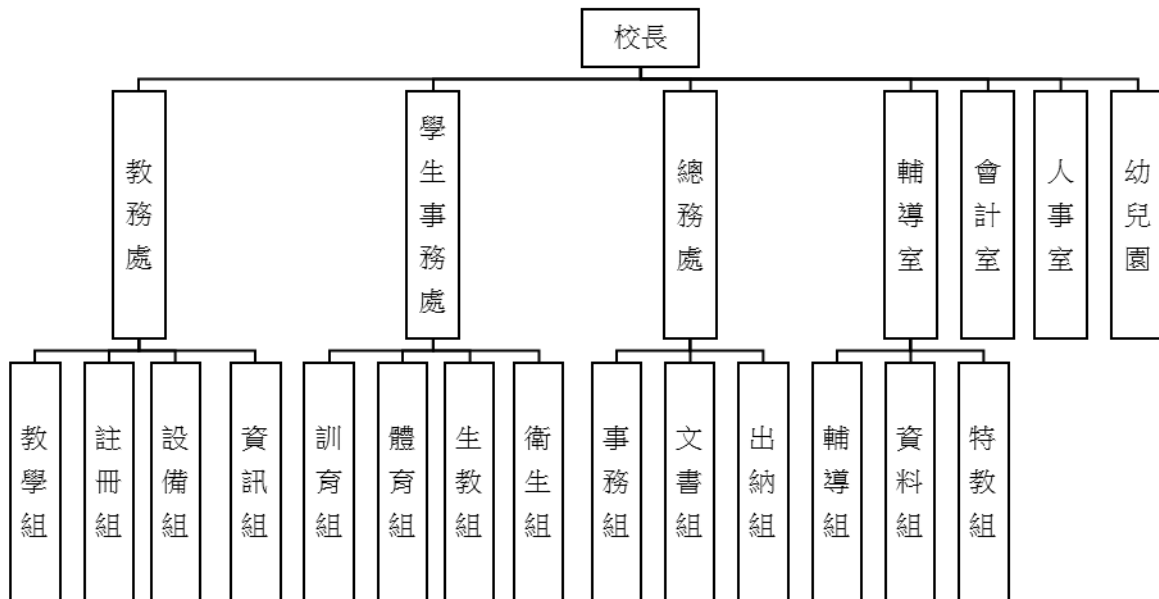 校長
教務處
學生事務處
總務處
輔導室
會計室
人事室
幼兒園
教學組
註冊組
設備組
資訊組
訓育組
體育組
生教組
衛生組
事務組
文書組
出納組
輔導組
資料組
特教組